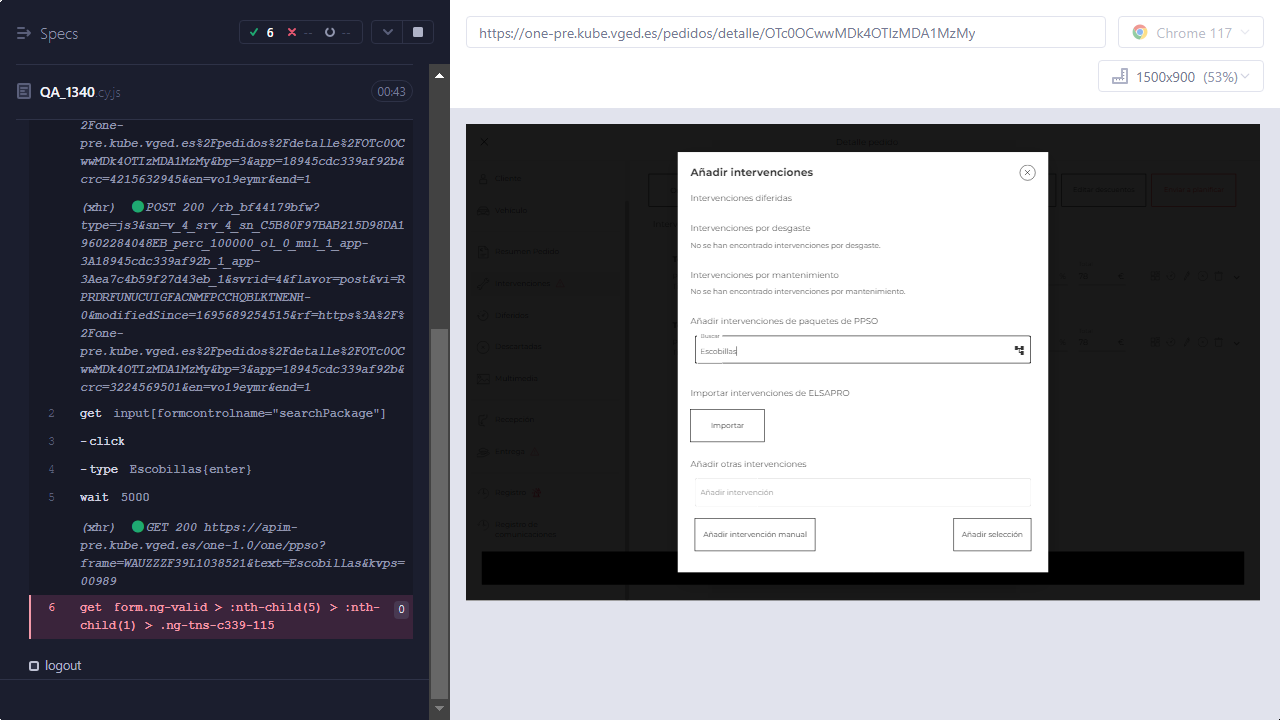 Specs
6
--
--
https://one-pre.kube.vged.es/pedidos/detalle/OTc0OCwwMDk4OTIzMDA1MzMy
Chrome 117
1500x900 (53%)
QA_1340.cy.js
00:43
2Fone-
pre.kube.vged.es%2Fpedidos%2Fdetalle%2FOTc0OC
wwMDk4OTIzMDA1MzMy&bp=3&app=18945cdc339af92b&
crc=4215632945&en=vo19eymr&end=1
(xhr) POST 200 /rb_bf44179bfw?
type=js3&sn=v_4_srv_4_sn_C5B80F97BAB215D98DA1
9D02284048EB_perc_100000_ol_0_mul_1_app-
3A18945cdc339af92b_1_app-
3Aea7c4b59f27d43eb_1&svrid=4&flavor=post&vi=R
PRDRFUNUCUIGFACNMFPCCHQBLKTNENH-
0&modifiedSince=1695689254515&rf=https%3A%2F%
2Fone-
pre.kube.vged.es%2Fpedidos%2Fdetalle%2FOTc0OC
wwMDk4OTIzMDA1MzMy&bp=3&app=18945cdc339af92b&
crc=3224569501&en=vo19eymr&end=1
2 get input[formcontrolname="searchPackage"]
3 -click
4 -type Escobillas{enter}
5 wait 5000
(xhr) GET 200 https://apim-
pre.kube.vged.es/one-1.0/one/ppso?
frame=WAUZZZF39L1038521&text=Escobillas&kvps=
00989
6 get form.ng-valid > :nth-child(5) > :nth-
child(1) > .ng-tns-c339-115
0
logout
Añadir intervenciones
Intervenciones diferidas
Intervenciones por desgaste
No se han encontrado intervenciones por desgaste.
Intervenciones por mantenimiento
No se han encontrado intervenciones por mantenimiento.
Añadir intervenciones de paquetes de PPSO
Buscar
Escobillas
Importar intervenciones de ELSAPRO
Importar
Añadir otras intervenciones
Añadir intervención
Añadir intervención manual
Añadir selección